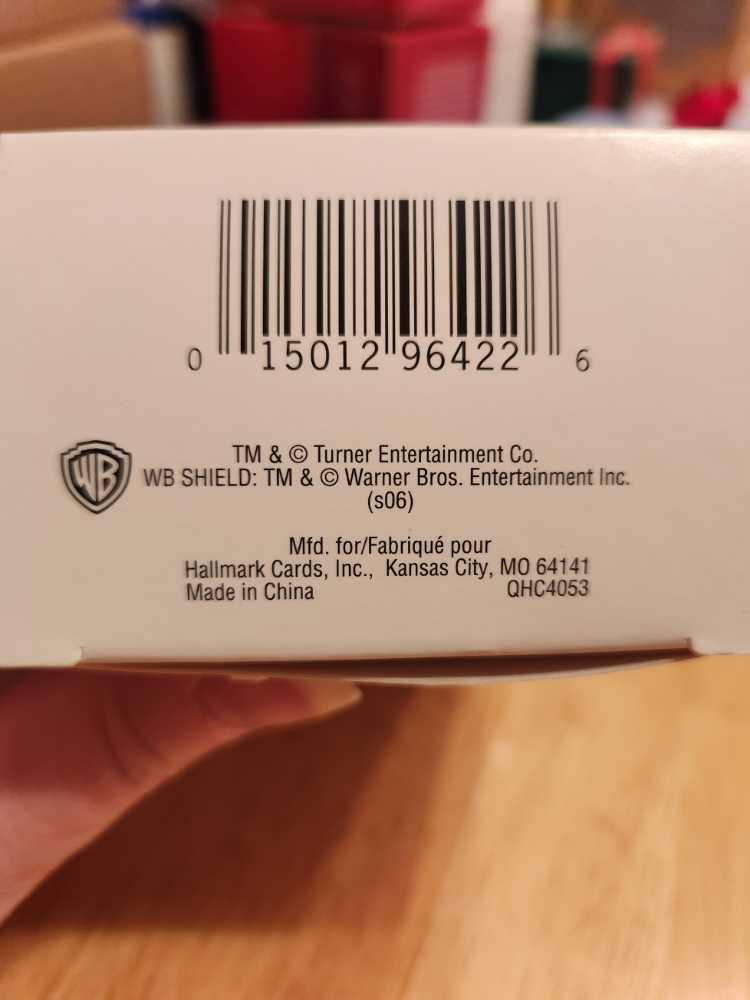 0 15012 96422 6
WB
TM & © Turner Entertainment Co.
WB SHIELD: TM & © Warner Bros. Entertainment Inc.
(s06)
Mfd. for/Fabriqué pour
Hallmark Cards, Inc., Kansas City, MO 64141
Made in China QHC4053